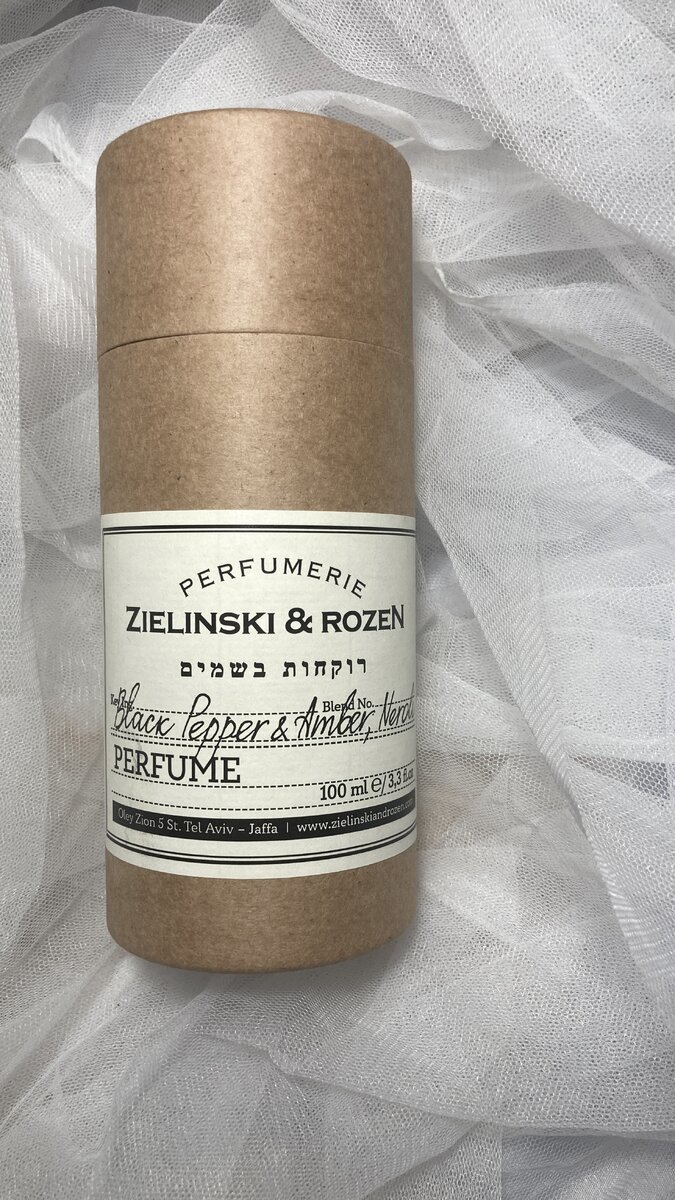 PERFUMERIE
ZIELINSKI & ROZEN
רוקחות בשמים
Blend No.
Black Pepper & Amber,
PERFUME
100 ml ℮/3,3 fl.oz
Oley Zion 5 St. Tel Aviv – Jaffa | www.zielinskiandrozen.com